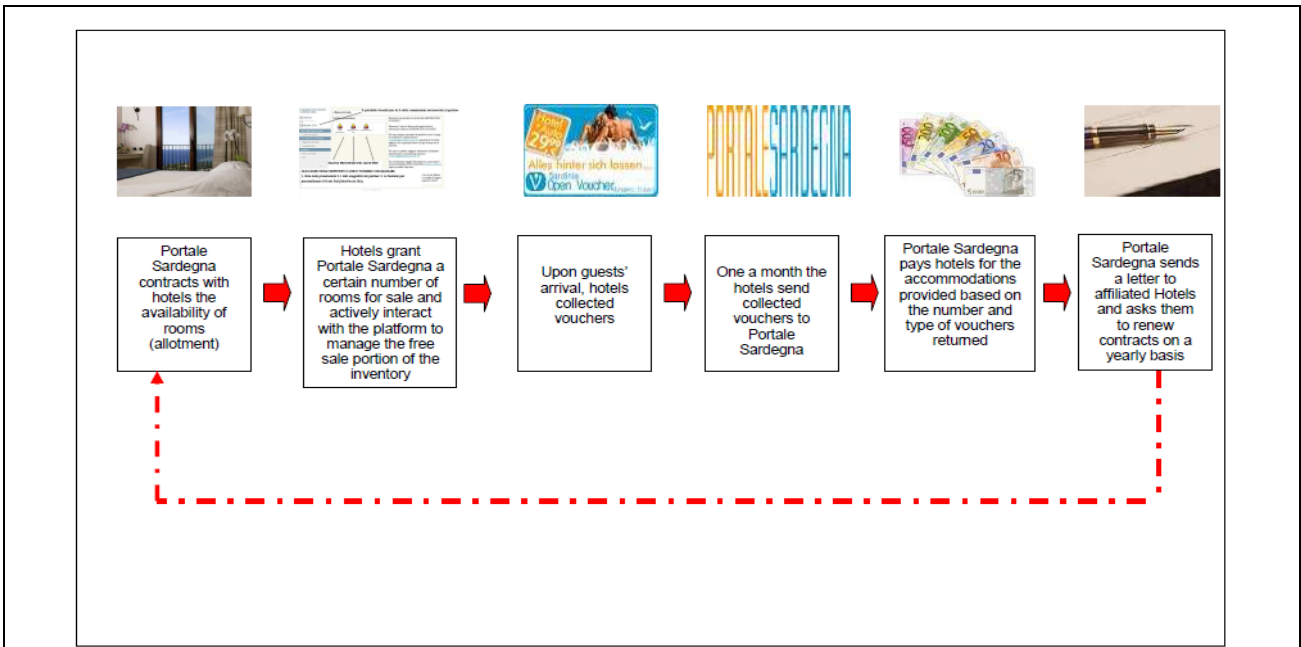 Hotel
Auto
29,99
Alles hinter sich lassen...
Sardinia
Open Voucher
PORTALESARDEGNA
Portale
Sardegna
contracts with
hotels the
availability of
rooms
(allotment)
Hotels grant
Portale Sardegna a
certain number of
rooms for sale and
actively interact
with the platform to
manage the free
sale portion of the
inventory
Upon guests'
arrival, hotels
collected
vouchers
One a month the
hotels send
collected
vouchers to
Portale
Sardegna
Portale Sardegna
pays hotels for the
accommodations
provided based on
the number and
type of vouchers
returned
Portale
Sardegna sends
a letter to
affiliated Hotels
and asks them
to renew
contracts on a
yearly basis